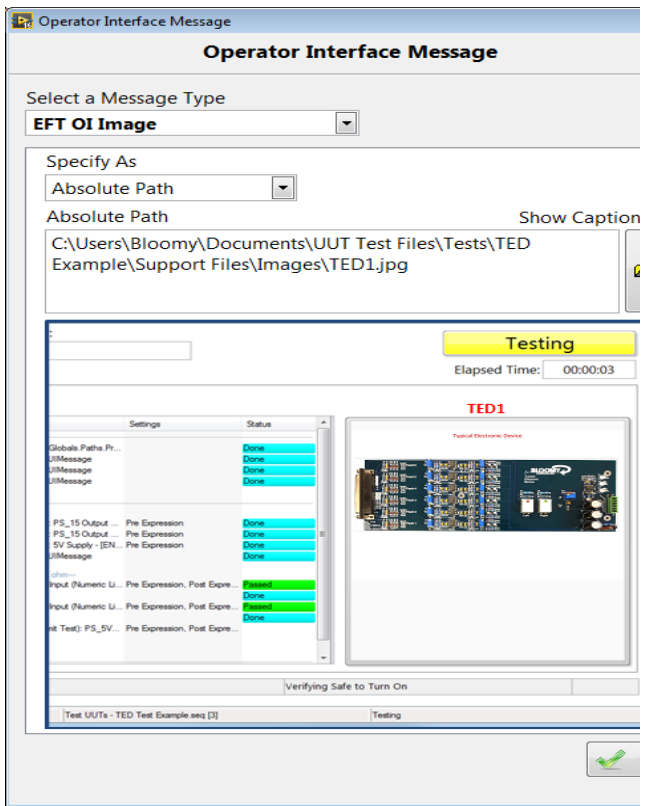 Operator Interface Message
Operator Interface Message
Select a Message Type
EFT OI Image
Specify As
Absolute Path
Absolute Path
Show Caption
C:\Users\Bloomy\Documents\UUT Test Files\Tests\TED
Example\Support Files\Images\TED1.jpg
Testing
Elapsed Time: 00:00:03
TED1
Settings Status
Typical Electronic Device
Globals.Paths.Pr... Done
UIMessage Done
UIMessage Done
UIMessage Done
BLOOMY
: PS_15 Output ... Pre Expression Done
: PS_15 Output ... Pre Expression Done
: 5V Supply - [EN... Pre Expression Done
UIMessage Done
ohm---
Input (Numeric Li... Pre Expression, Post Expre... Passed
Done
Input (Numeric Li... Pre Expression, Post Expre... Passed
Done
nit Test): PS_5V... Pre Expression, Post Expre...
Verifying Safe to Turn On
Test UUTs - TED Test Example.seq [3] Testing